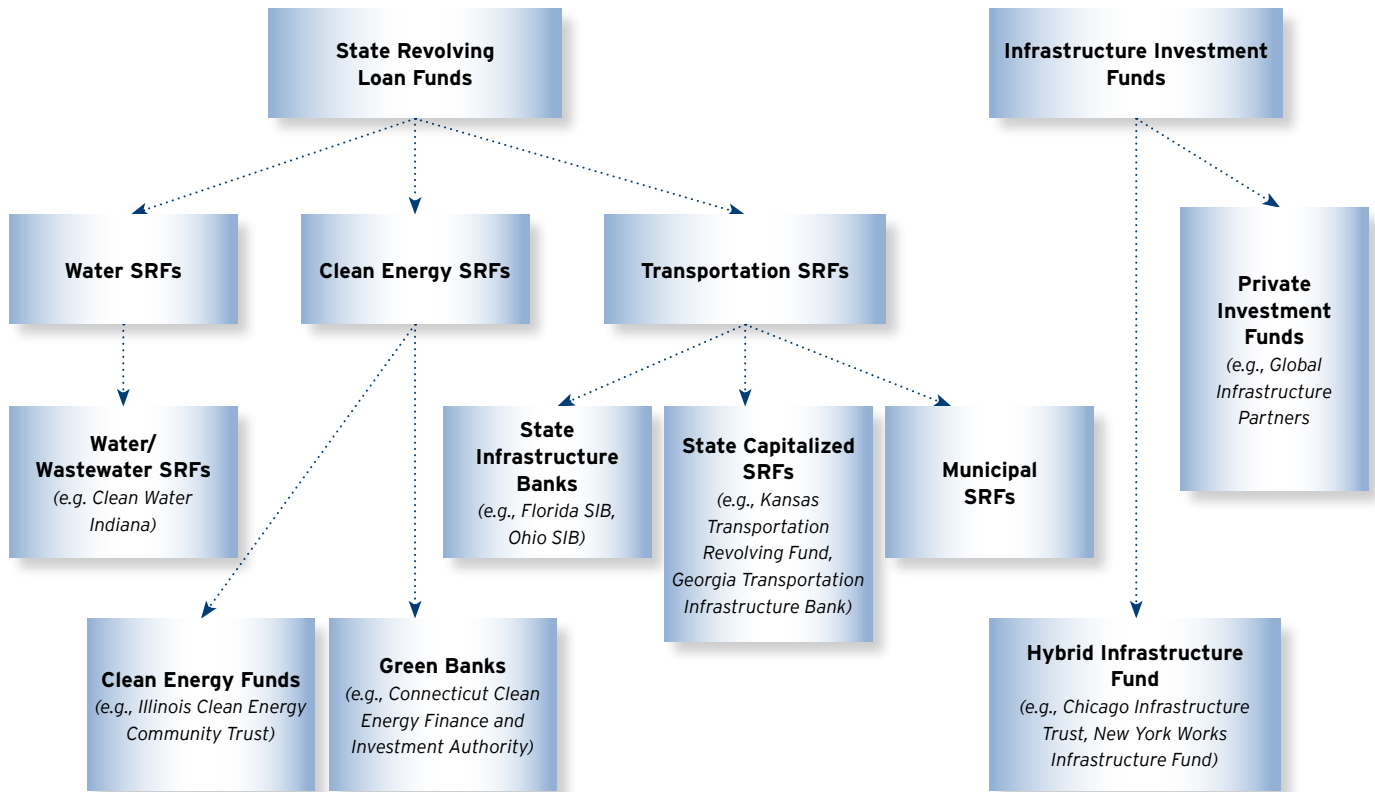 State Revolving
Loan Funds
Infrastructure Investment
Funds
Water SRFs
Clean Energy SRFs
Transportation SRFs
Private
Investment
Funds
(e.g., Global
Infrastructure
Partners
Water/
Wastewater SRFs
(e.g. Clean Water
Indiana)
State
Infrastructure
Banks
(e.g., Florida SIB,
Ohio SIB)
State Capitalized
SRFs
(e.g., Kansas
Transportation
Revolving Fund,
Georgia Transportation
Infrastructure Bank)
Municipal
SRFs
Clean Energy Funds
(e.g., Illinois Clean Energy
Community Trust)
Green Banks
(e.g., Connecticut Clean
Energy Finance and
Investment Authority)
Hybrid Infrastructure
Fund
(e.g., Chicago Infrastructure
Trust, New York Works
Infrastructure Fund)